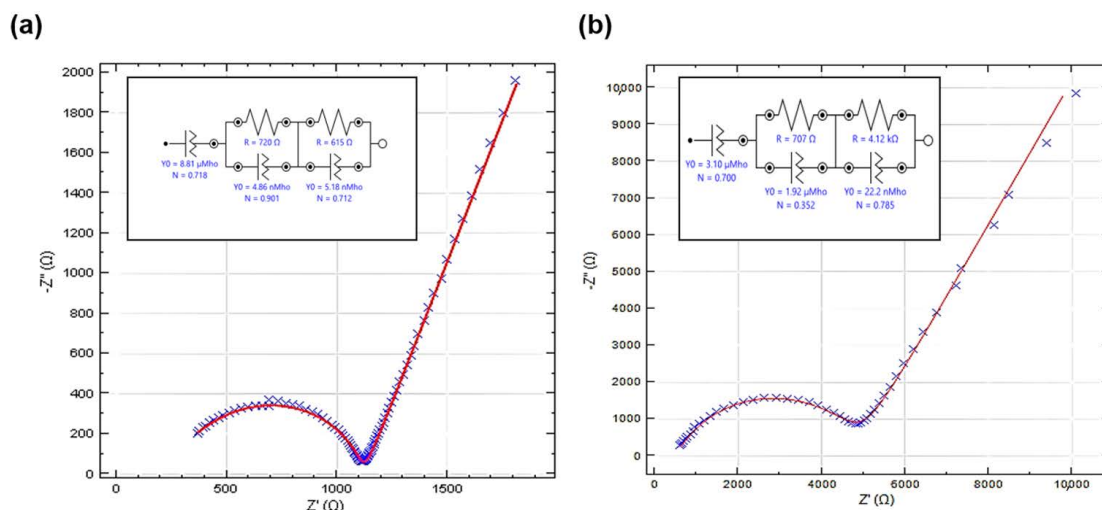 (a)
2000
1800
1600
1400
1200
1000
800
600
400
200
0
-Z" (Ω)
R = 720 Ω
R = 615 Ω
Y0 = 8.81 µMho
N = 0.718
Y0 = 4.86 nMho
N = 0.901
Y0 = 5.18 nMho
N = 0.712
0
500
1000
1500
Z' (Ω)
(b)
10,000
9000
8000
7000
6000
5000
4000
3000
2000
1000
0
-Z" (Ω)
R = 707 Ω
R = 4.12 kΩ
Y0 = 3.10 µMho
N = 0.700
Y0 = 1.92 µMho
N = 0.352
Y0 = 22.2 nMho
N = 0.785
0
2000
4000
6000
8000
10,000
Z' (Ω)